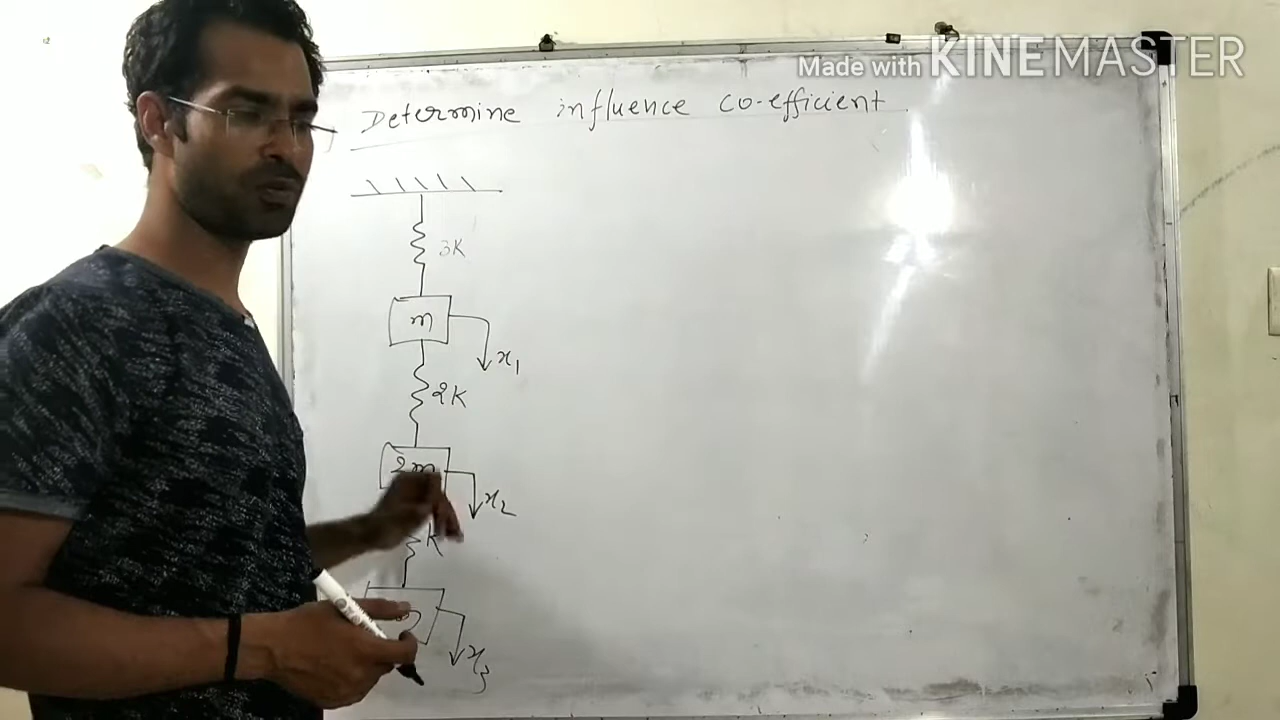 Made with KINEMASTER
Determine influence co-efficient.
3K
m
x1
2K
2m
x2
K
x3